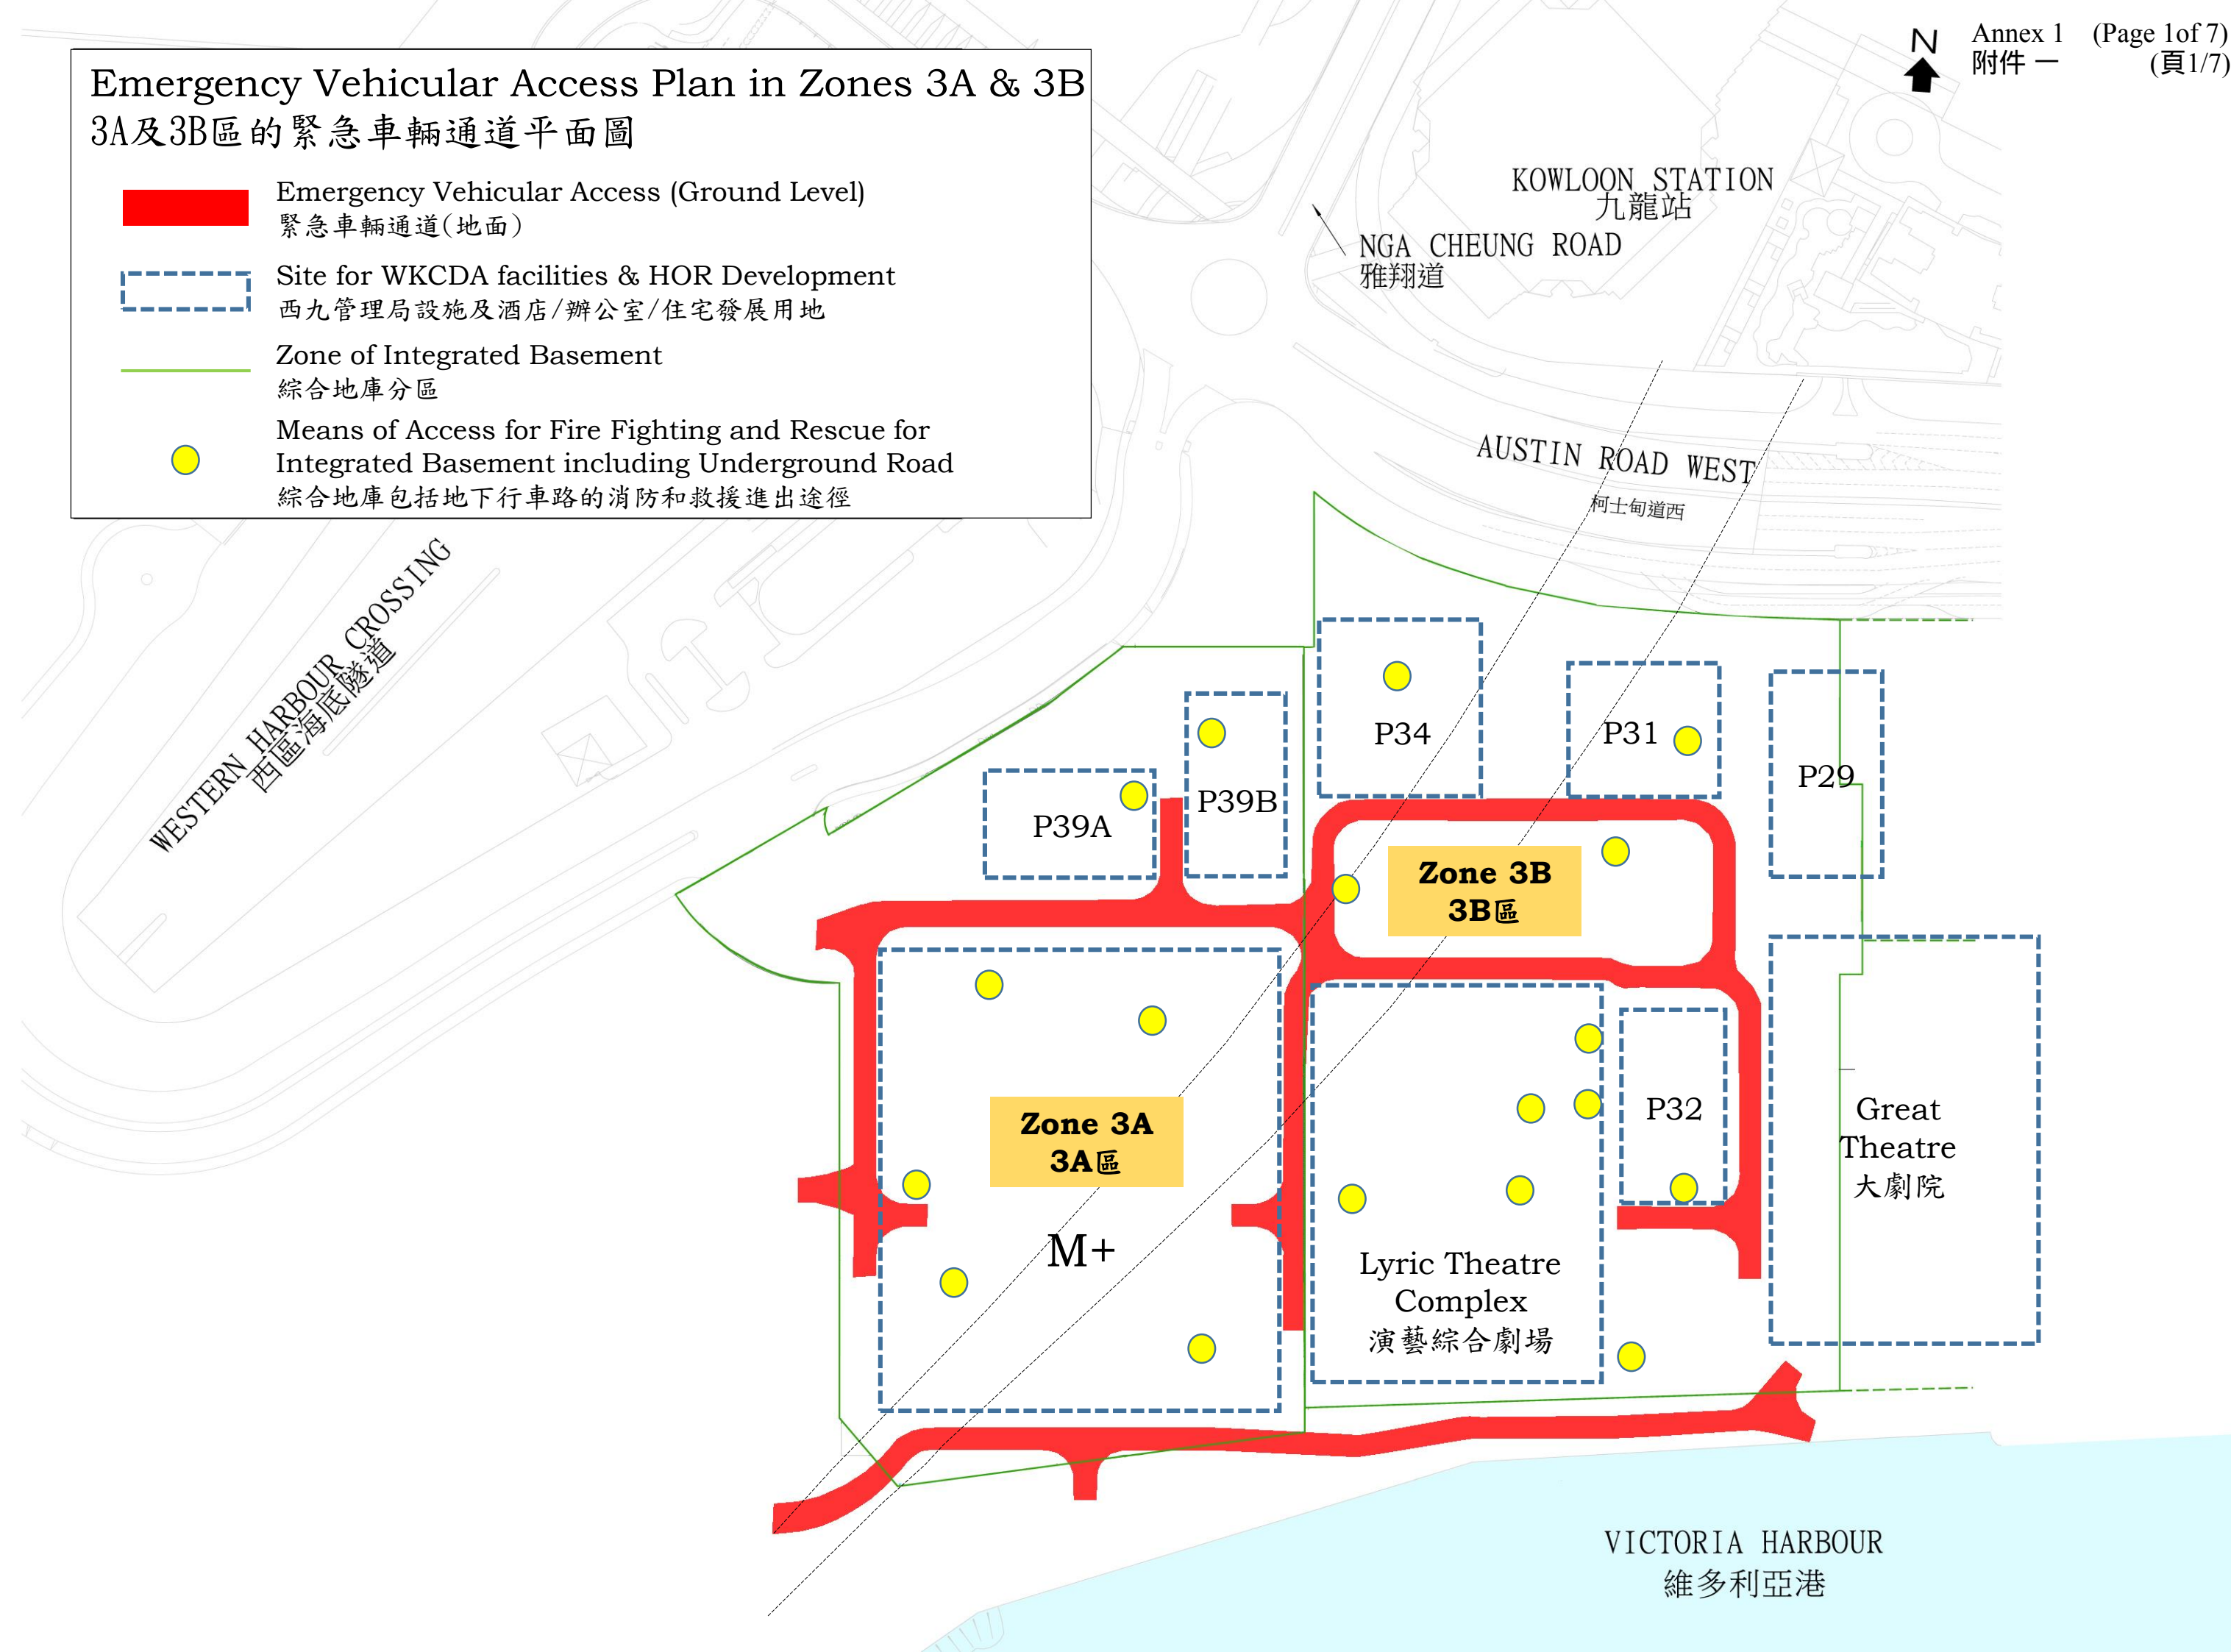 Annex 1 (Page 1of 7)
附件 一 (頁1/7)
N
Emergency Vehicular Access Plan in Zones 3A & 3B
3A及3B區的緊急車輛通道平面圖
Emergency Vehicular Access (Ground Level)
緊急車輛通道(地面)
Site for WKCDA facilities & HOR Development
西九管理局設施及酒店/辦公室/住宅發展用地
Zone of Integrated Basement
綜合地庫分區
Means of Access for Fire Fighting and Rescue for
Integrated Basement including Underground Road
綜合地庫包括地下行車路的消防和救援進出途徑
KOWLOON STATION
九龍站
NGA CHEUNG ROAD
雅翔道
AUSTIN ROAD WEST
柯士甸道西
WESTERN HARBOUR CROSSING
西區海底隧道
P34
P31
P29
P39B
P39A
Zone 3B
3B區
Zone 3A
3A區
M+
P32
Great
Theatre
大劇院
Lyric Theatre
Complex
演藝綜合劇場
VICTORIA HARBOUR
維多利亞港